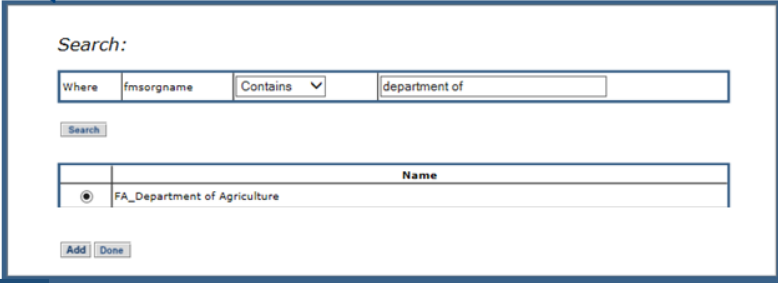 Search:
Where fmsorgname Contains department of
Search
Name
FA_Department of Agriculture
Add Done